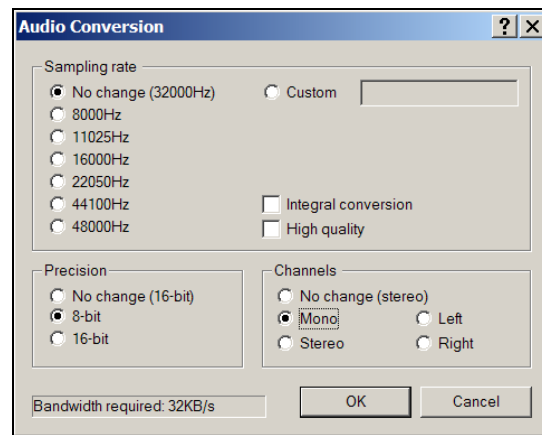 Audio Conversion
Sampling rate
No change (32000Hz)
Custom
8000Hz
11025Hz
16000Hz
22050Hz
44100Hz
Integral conversion
48000Hz
High quality
Precision
No change (16-bit)
8-bit
16-bit
Channels
No change (stereo)
Mono
Left
Stereo
Right
Bandwidth required: 32KB/s
OK
Cancel